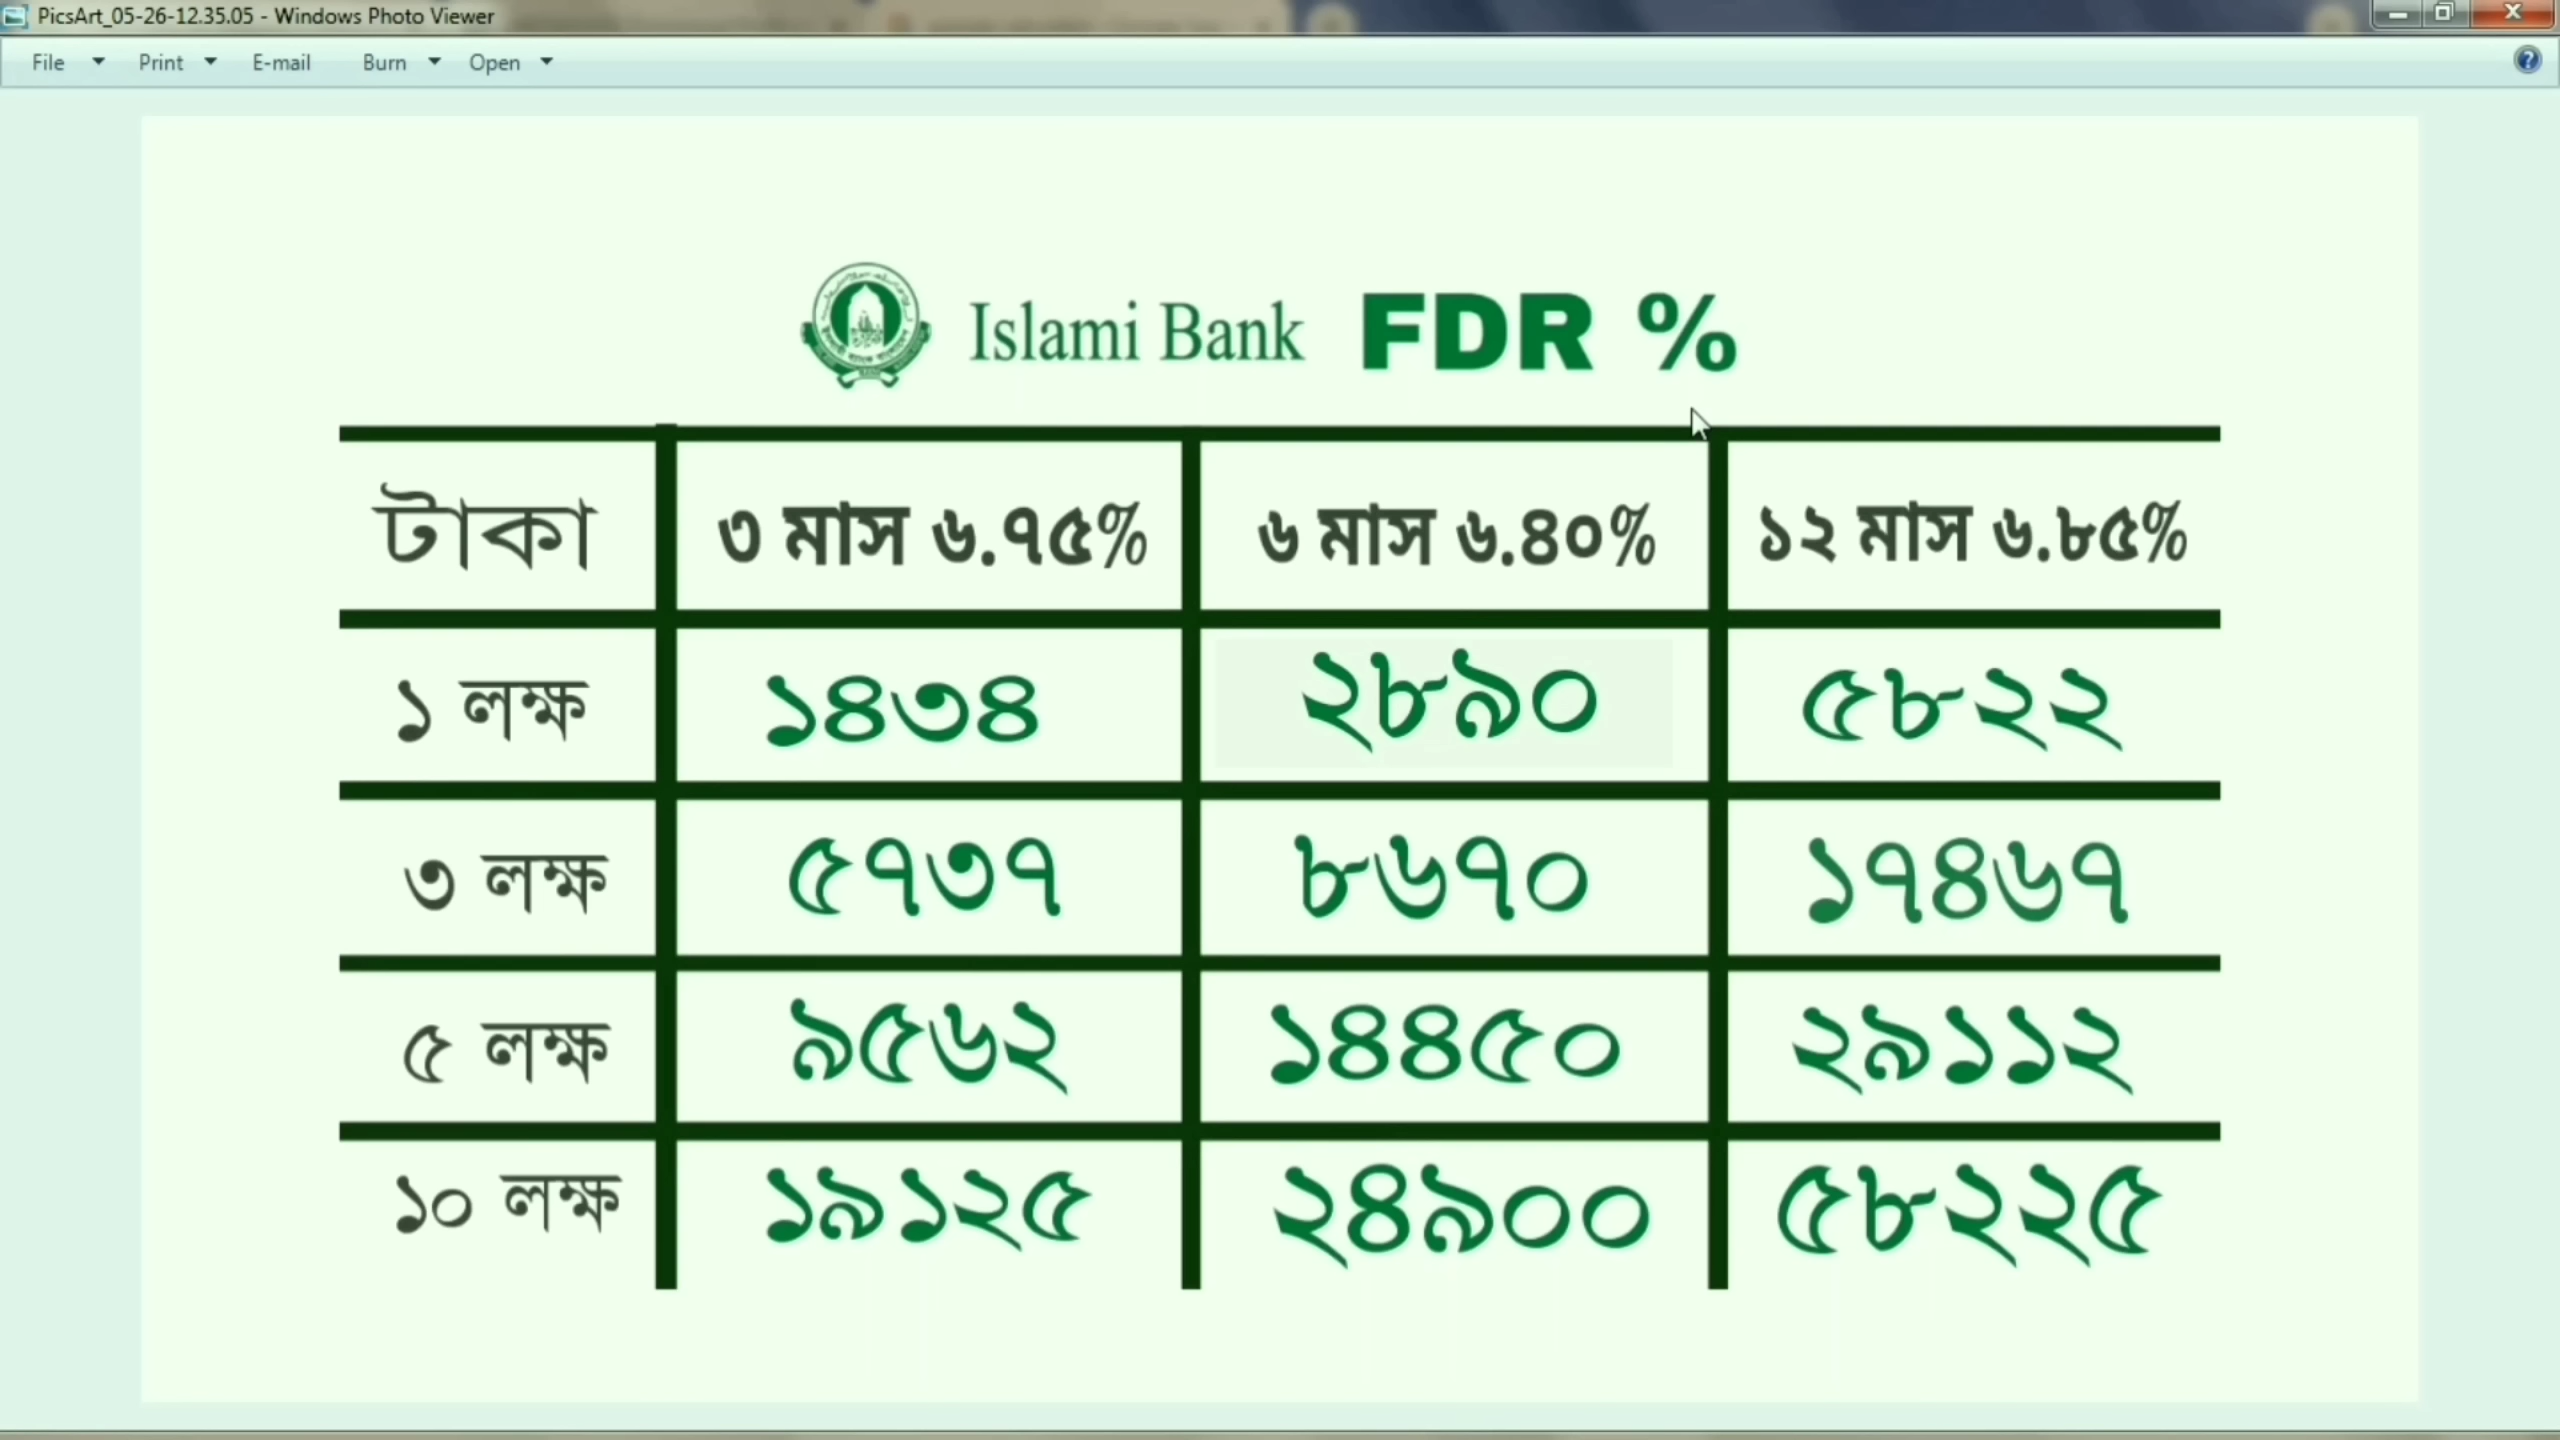 PicsArt_05-26-12.35.05 - Windows Photo Viewer
File Print E-mail Burn Open
Islami Bank FDR %
টাকা ৩ মাস ৬.৭৫% ৬ মাস ৬.৪০% ১২ মাস ৬.৮৫%
১ লক্ষ ১৪৩৪ ২৮৯০ ৫৮২২
৩ লক্ষ ৫৭৩৭ ৮৬৭০ ১৭৪৬৭
৫ লক্ষ ৯৫৬২ ১৪৪৫০ ২৯১১২
১০ লক্ষ ১৯১২৫ ২৪৯০০ ৫৮২২৫